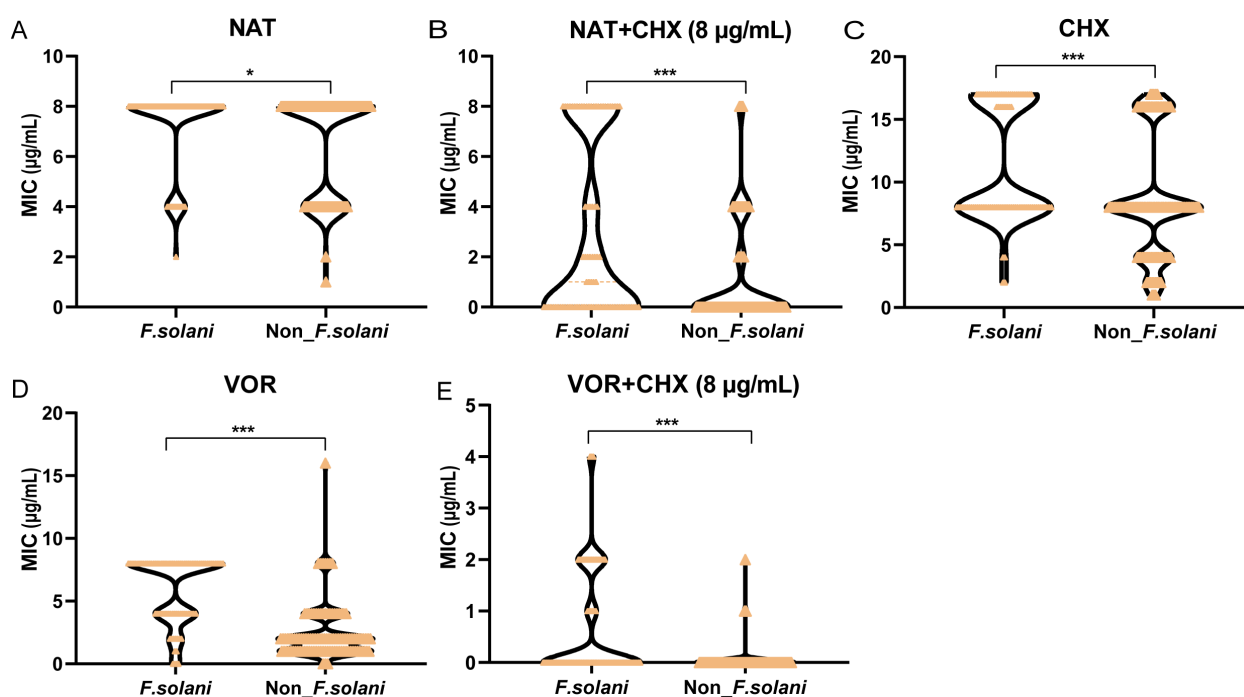 A
NAT
10
8
6
4
2
0
MIC (μg/mL)
*
F.solani
Non_F.solani
B
NAT+CHX (8 μg/mL)
10
8
6
4
2
0
MIC (μg/mL)
***
F.solani
Non_F.solani
C
CHX
20
15
10
5
0
MIC (μg/mL)
***
F.solani
Non_F.solani
D
VOR
20
15
10
5
0
MIC (μg/mL)
***
F.solani
Non_F.solani
E
VOR+CHX (8 μg/mL)
5
4
3
2
1
0
MIC (μg/mL)
***
F.solani
Non_F.solani